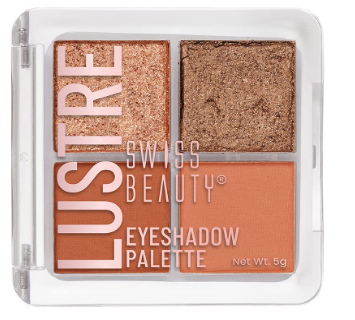 LUSTRE
SWISS
BEAUTY®
EYESHADOW
PALETTE
Net Wt. 5g